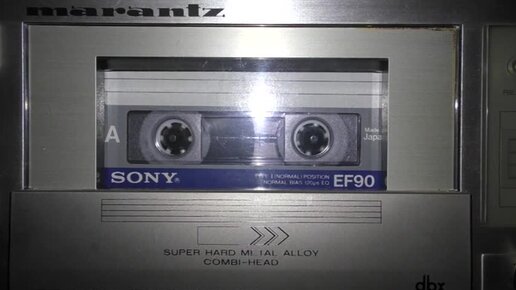 marantz
A
Made in
Japan
SONY®
TYPE I (NORMAL) POSITION
NORMAL BIAS 120μs EQ
EF90
SUPER HARD METAL ALLOY
COMBI-HEAD
dbx